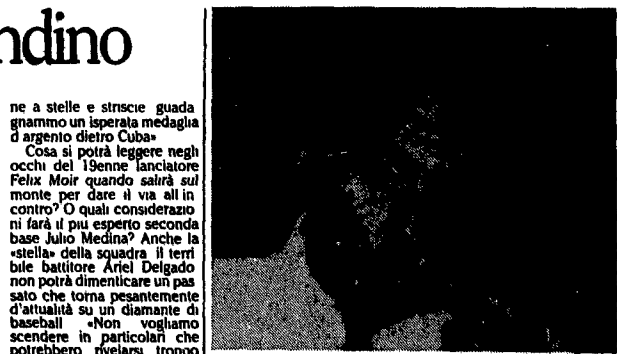 ndino
ne a stelle e strisce guada
gnammo un isperata medaglia
d argento dietro Cuba»
Cosa si potrà leggere negli
occhi del 19enne lanciatore
Felix Moir quando salirà sul
monte per dare il via all in
contro? O quali considerazio
ni farà il più esperto seconda
base Julio Medina? Anche la
«stella» della squadra il terri
bile battitore Ariel Delgado
non potrà dimenticare un pas
sato che torna pesantemente
d'attualità su un diamante di
baseball «Non vogliamo
scendere in particolari che
potrebbero rivelarsi troppo